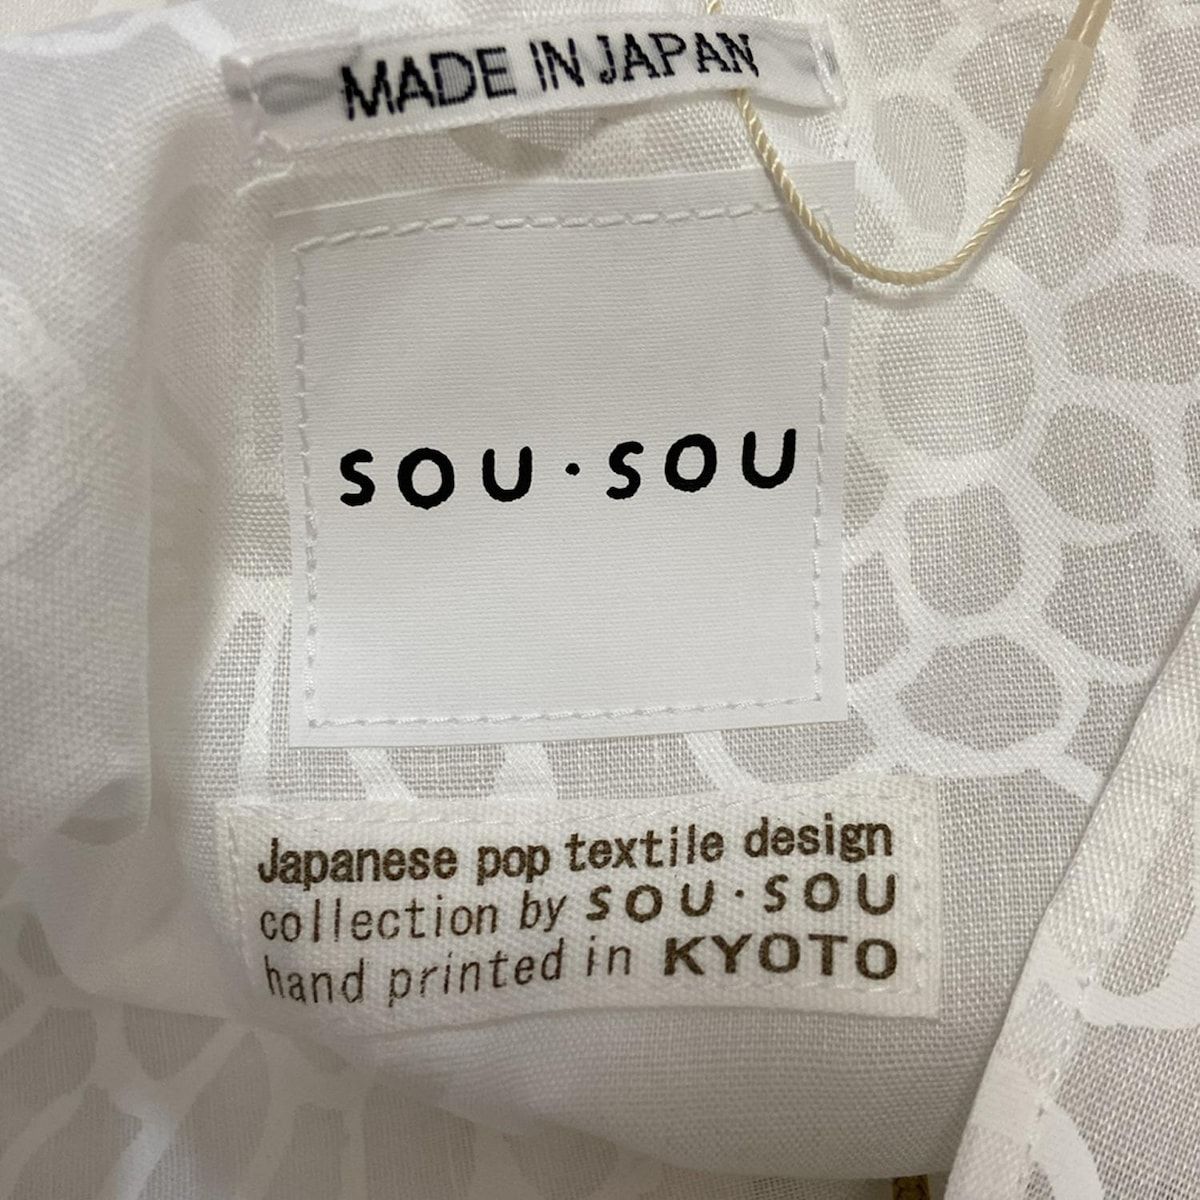 MADE IN JAPAN
SOU・SOU
Japanese pop textile design
collection by SOU・SOU
hand printed in KYOTO